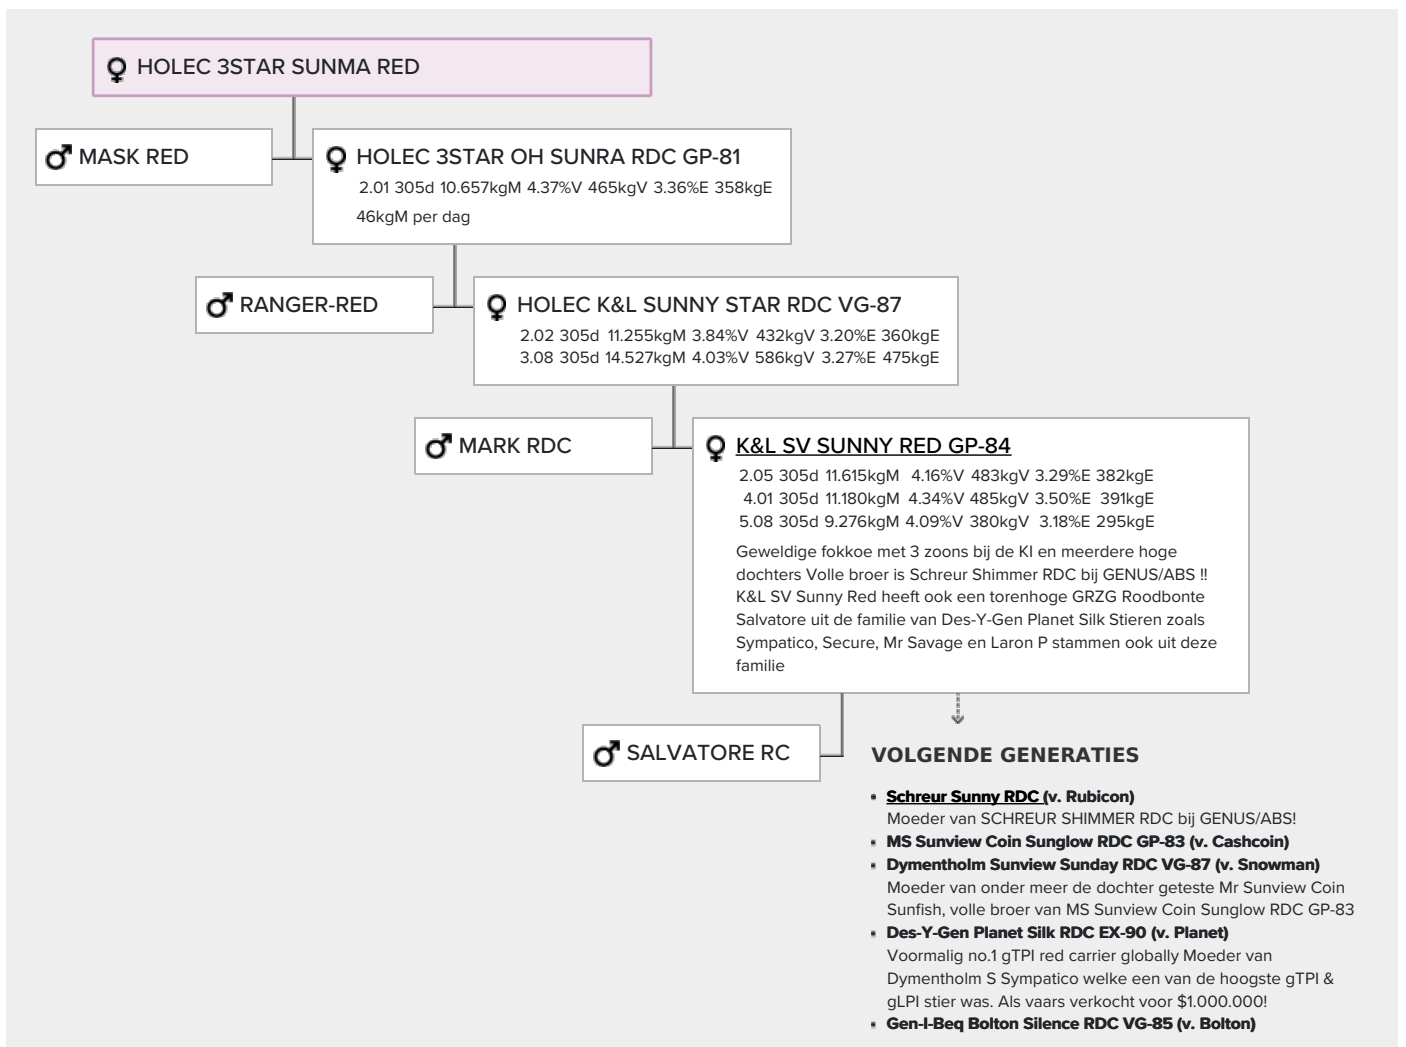 HOLEC 3STAR SUNMA RED
MASK RED
HOLEC 3STAR OH SUNRA RDC GP-81
2.01 305d 10.657kgM 4.37%V 465kgV 3.36%E 358kgE
46kgM per dag
RANGER-RED
HOLEC K&L SUNNY STAR RDC VG-87
2.02 305d 11.255kgM 3.84%V 432kgV 3.20%E 360kgE
3.08 305d 14.527kgM 4.03%V 586kgV 3.27%E 475kgE
MARK RDC
K&L SV SUNNY RED GP-84
2.05 305d 11.615kgM 4.16%V 483kgV 3.29%E 382kgE
4.01 305d 11.180kgM 4.34%V 485kgV 3.50%E 391kgE
5.08 305d 9.276kgM 4.09%V 380kgV 3.18%E 295kgE
Geweldige fokkoe met 3 zoons bij de KI en meerdere hoge
dochters Volle broer is Schreur Shimmer RDC bij GENUS/ABS !!
K&L SV Sunny Red heeft ook een torenhoge GRZG Roodbonte
Salvatore uit de familie van Des-Y-Gen Planet Silk Stieren zoals
Sympatico, Secure, Mr Savage en Laron P stammen ook uit deze
familie
SALVATORE RC
VOLGENDE GENERATIES
Schreur Sunny RDC (v. Rubicon)
Moeder van SCHREUR SHIMMER RDC bij GENUS/ABS!
MS Sunview Coin Sunglow RDC GP-83 (v. Cashcoin)
Dymentholm Sunview Sunday RDC VG-87 (v. Snowman)
Moeder van onder meer de dochter geteste Mr Sunview Coin
Sunfish, volle broer van MS Sunview Coin Sunglow RDC GP-83
Des-Y-Gen Planet Silk RDC EX-90 (v. Planet)
Voormalig no.1 gTPI red carrier globally Moeder van
Dymentholm S Sympatico welke een van de hoogste gTPI &
gLPI stier was. Als vaars verkocht voor $1.000.000!
Gen-I-Beq Bolton Silence RDC VG-85 (v. Bolton)